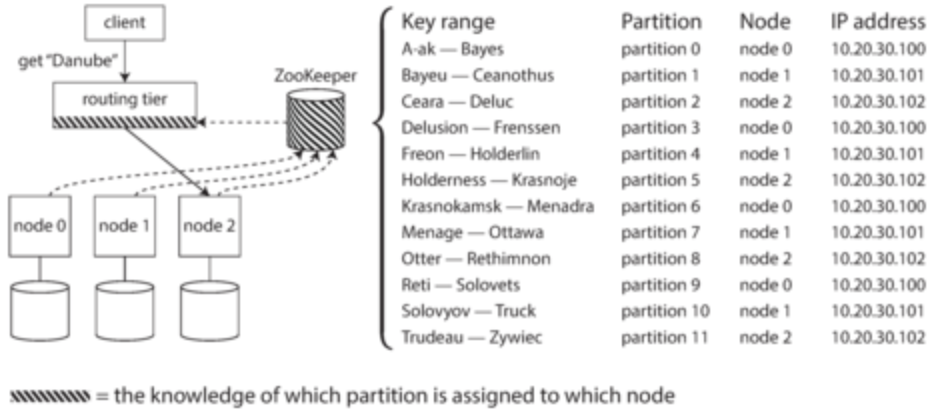 client
get "Danube"
routing tier
ZooKeeper
node 0 node 1 node 2
Key range Partition Node IP address
A-ak — Bayes partition 0 node 0 10.20.30.100
Bayeu — Ceanothus partition 1 node 1 10.20.30.101
Ceara — Deluc partition 2 node 2 10.20.30.102
Delusion — Frenssen partition 3 node 0 10.20.30.100
Freon — Holderlin partition 4 node 1 10.20.30.101
Holderness — Krasnoje partition 5 node 2 10.20.30.102
Krasnokamsk — Menadra partition 6 node 0 10.20.30.100
Menage — Ottawa partition 7 node 1 10.20.30.101
Otter — Rethimnon partition 8 node 2 10.20.30.102
Reti — Solovets partition 9 node 0 10.20.30.100
Solovyov — Truck partition 10 node 1 10.20.30.101
Trudeau — Zywiec partition 11 node 2 10.20.30.102
= the knowledge of which partition is assigned to which node